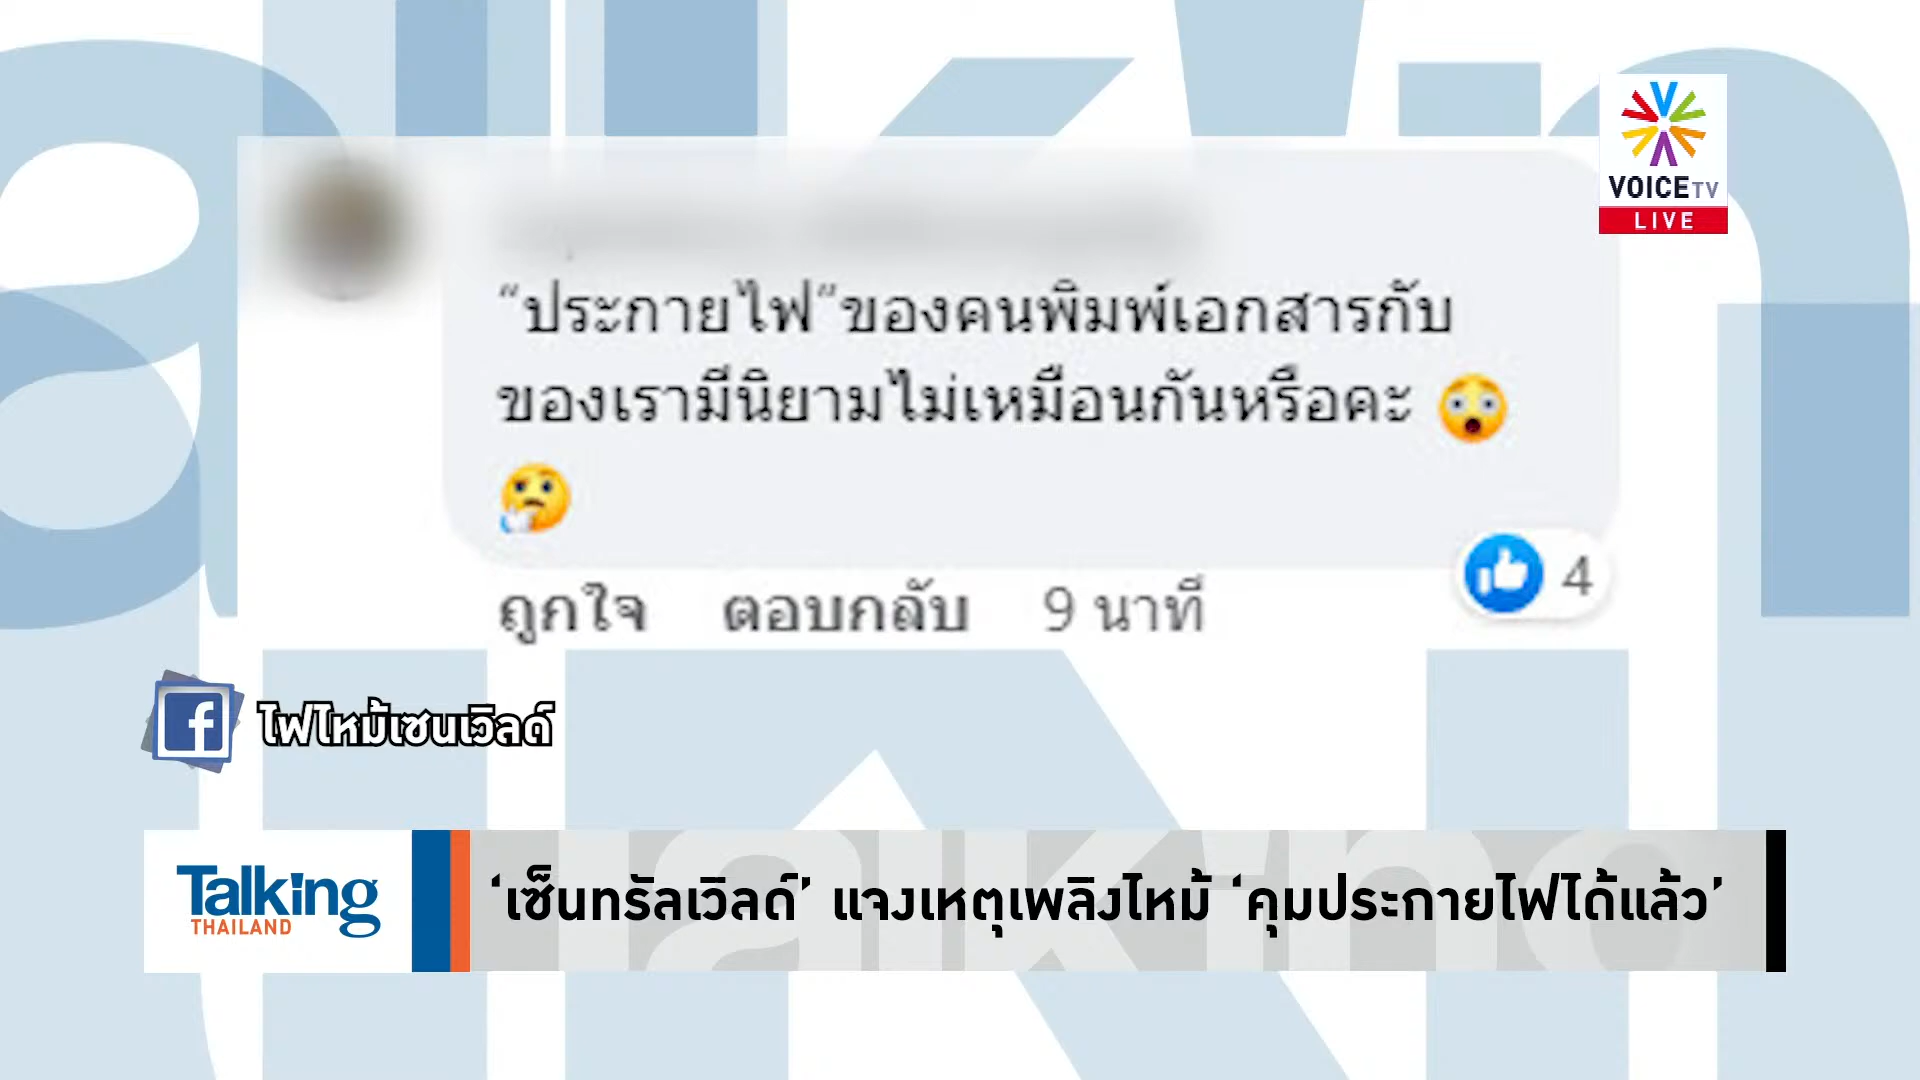 VOICETV
LIVE
“ประกายไฟ”ของคนพิมพ์เอกสารกับ
ของเรามีนิยามไม่เหมือนกันหรือคะ 😲
🤔
4
ถูกใจ ตอบกลับ 9 นาที
f ไฟไหม้เซนเวิลด์
Talking
THAILAND
‘เซ็นทรัลเวิลด์’ แจงเหตุเพลิงไหม้ ‘คุมประกายไฟได้แล้ว’